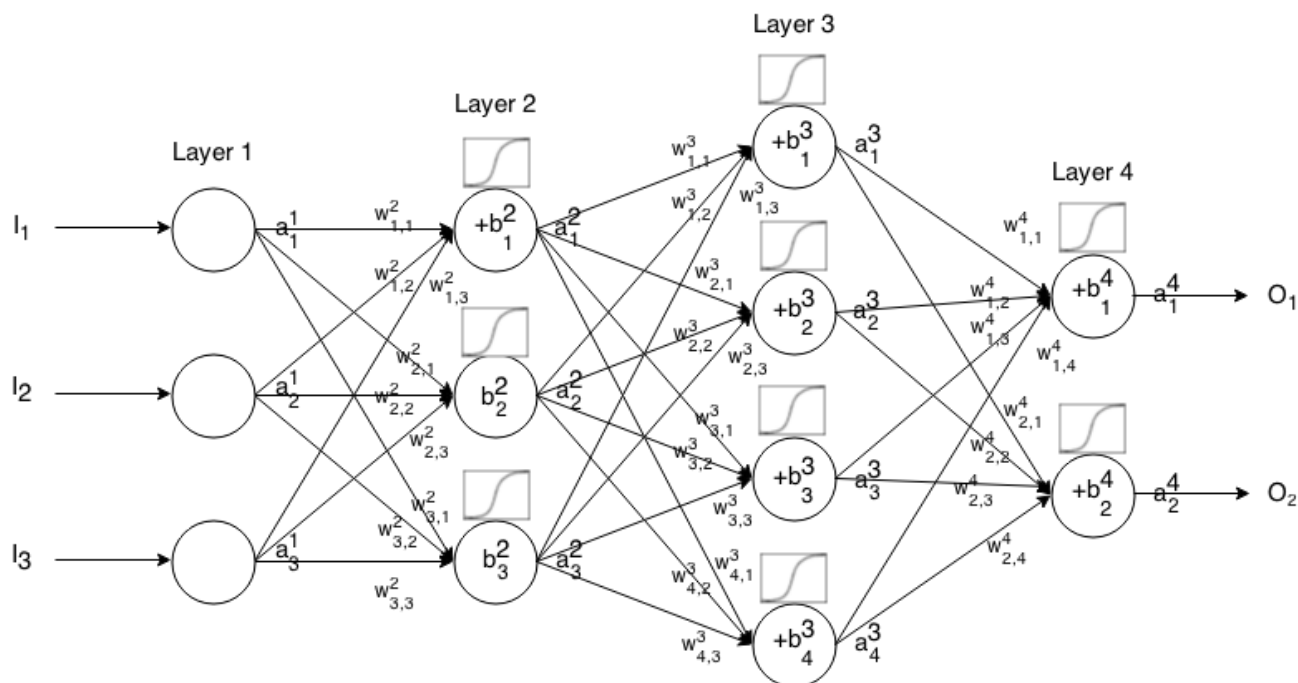 Layer 1
I₁
I₂
I₃
a¹₁
a¹₂
a¹₃
w²₁,₁
w²₁,₂
w²₁,₃
w²₂,₁
w²₂,₂
w²₂,₃
w²₃,₁
w²₃,₂
w²₃,₃
Layer 2
+b²₁
b²₂
b²₃
a²₁
a²₂
a²₃
w³₁,₁
w³₁,₂
w³₁,₃
w³₂,₁
w³₂,₂
w³₂,₃
w³₃,₁
w³₃,₂
w³₃,₃
w³₄,₁
w³₄,₂
w³₄,₃
Layer 3
+b³₁
+b³₂
+b³₃
+b³₄
a³₁
a³₂
a³₃
a³₄
w⁴₁,₁
w⁴₁,₂
w⁴₁,₃
w⁴₁,₄
w⁴₂,₁
w⁴₂,₂
w⁴₂,₃
w⁴₂,₄
Layer 4
+b⁴₁
+b⁴₂
a⁴₁
a⁴₂
O₁
O₂